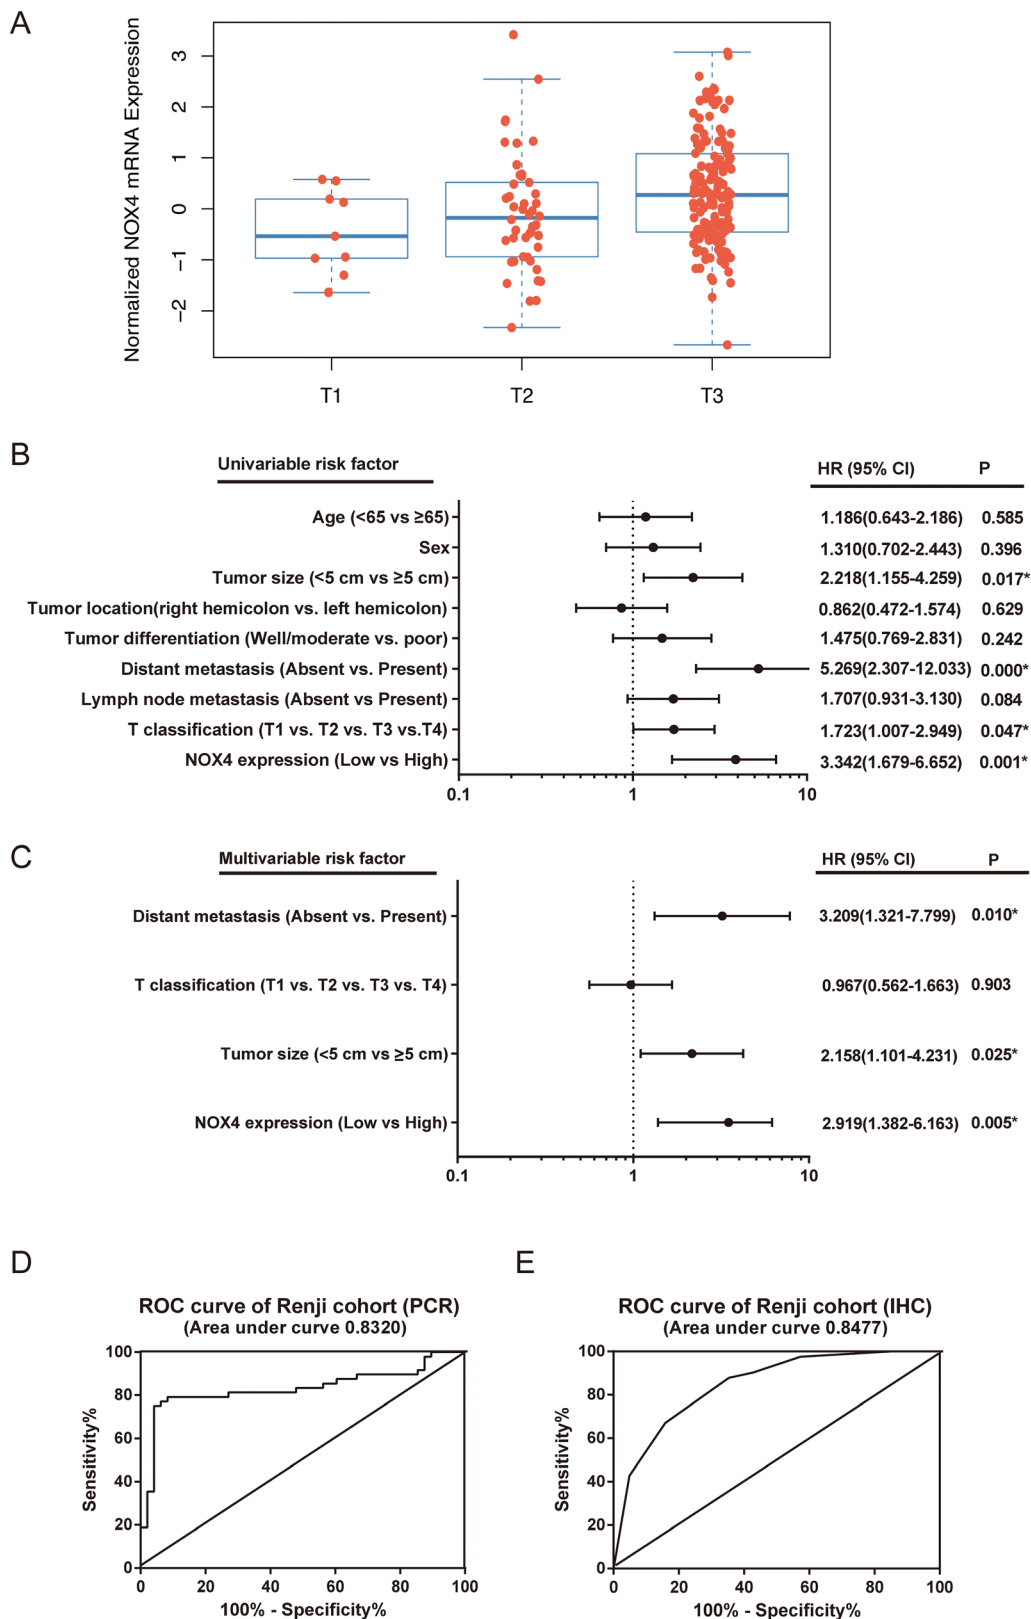 A
Normalized NOX4 mRNA Expression
3
2
1
0
−1
−2
T1 T2 T3
B
Univariable risk factor HR (95% CI) P
Age (<65 vs ≥65) 1.186(0.643-2.186) 0.585
Sex 1.310(0.702-2.443) 0.396
Tumor size (<5 cm vs ≥5 cm) 2.218(1.155-4.259) 0.017*
Tumor location(right hemicolon vs. left hemicolon) 0.862(0.472-1.574) 0.629
Tumor differentiation (Well/moderate vs. poor) 1.475(0.769-2.831) 0.242
Distant metastasis (Absent vs. Present) 5.269(2.307-12.033) 0.000*
Lymph node metastasis (Absent vs Present) 1.707(0.931-3.130) 0.084
T classification (T1 vs. T2 vs. T3 vs.T4) 1.723(1.007-2.949) 0.047*
NOX4 expression (Low vs High) 3.342(1.679-6.652) 0.001*
0.1 1 10
C
Multivariable risk factor HR (95% CI) P
Distant metastasis (Absent vs. Present) 3.209(1.321-7.799) 0.010*
T classification (T1 vs. T2 vs. T3 vs. T4) 0.967(0.562-1.663) 0.903
Tumor size (<5 cm vs ≥5 cm) 2.158(1.101-4.231) 0.025*
NOX4 expression (Low vs High) 2.919(1.382-6.163) 0.005*
0.1 1 10
D
ROC curve of Renji cohort (PCR)
(Area under curve 0.8320)
Sensitivity%
100
80
60
40
20
0
0 20 40 60 80 100
100% - Specificity%
E
ROC curve of Renji cohort (IHC)
(Area under curve 0.8477)
Sensitivity%
100
80
60
40
20
0
0 20 40 60 80 100
100% - Specificity%